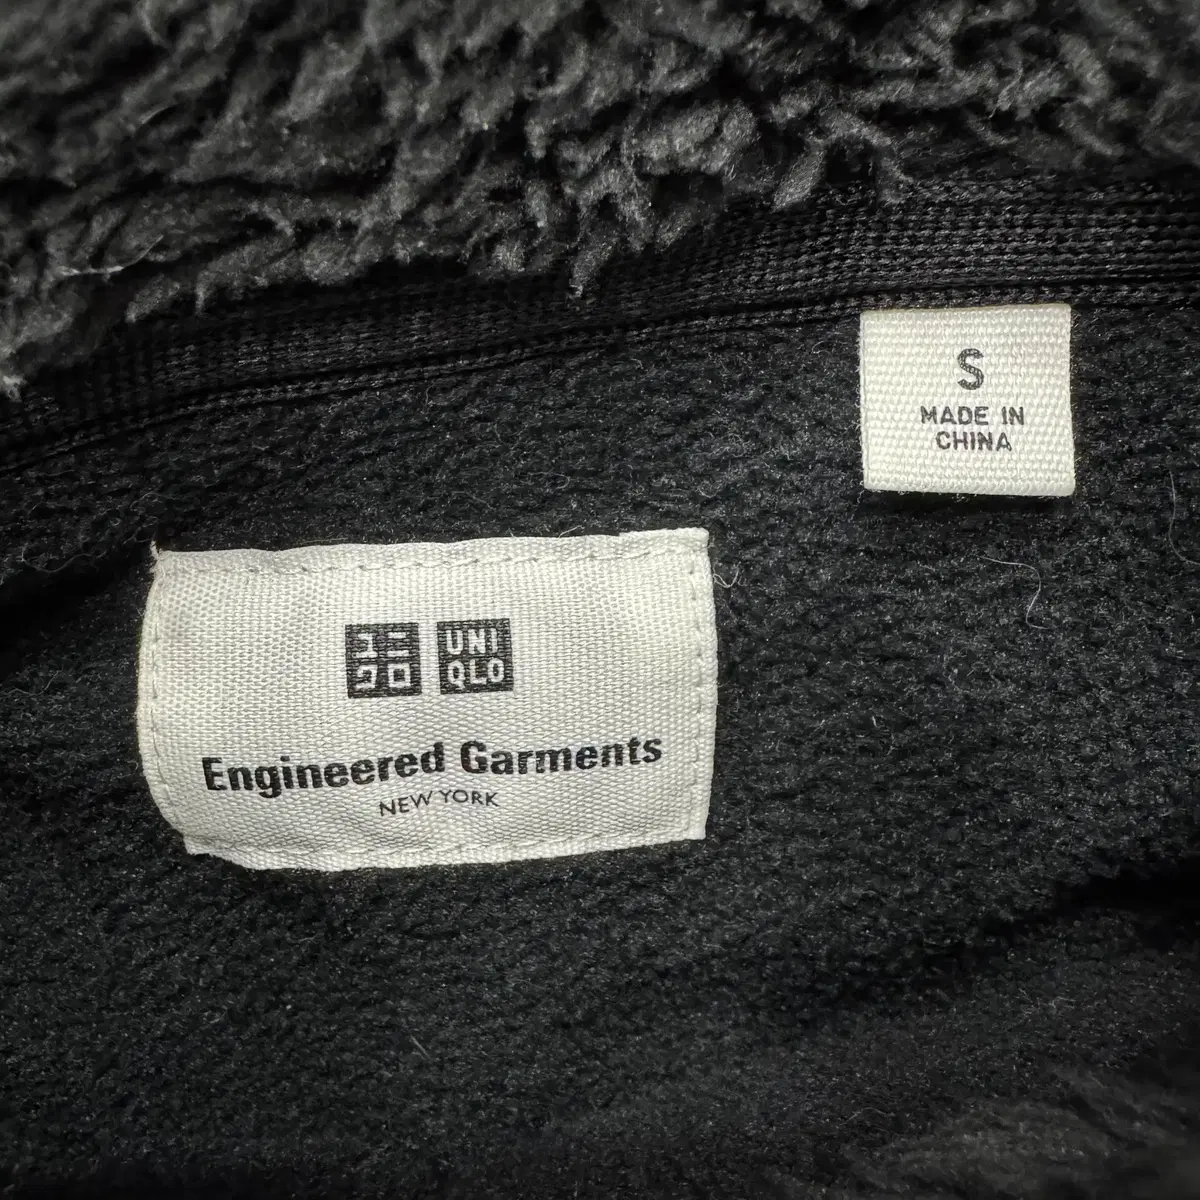 S
MADE IN
CHINA
ユニ
クロ
UNI
QLO
Engineered Garments
NEW YORK